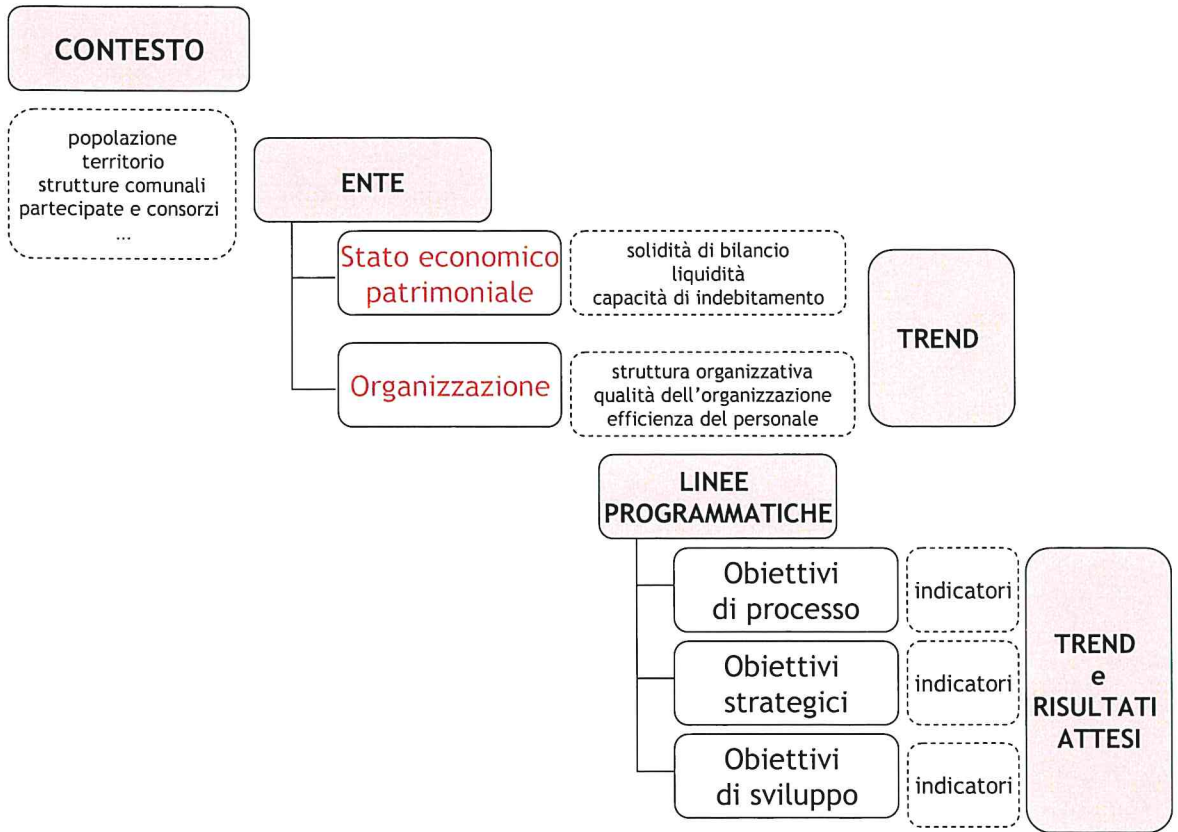 CONTESTO
popolazione
territorio
strutture comunali
partecipate e consorzi
...
ENTE
Stato economico
patrimoniale
solidità di bilancio
liquidità
capacità di indebitamento
Organizzazione
struttura organizzativa
qualità dell'organizzazione
efficienza del personale
TREND
LINEE
PROGRAMMATICHE
Obiettivi
di processo
indicatori
Obiettivi
strategici
indicatori
Obiettivi
di sviluppo
indicatori
TREND
e
RISULTATI
ATTESI